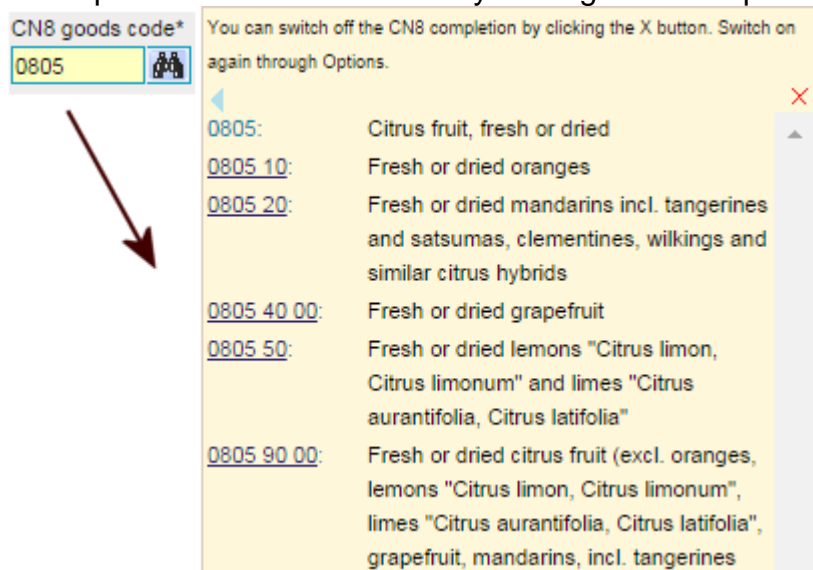 CN8 goods code*
0805
You can switch off the CN8 completion by clicking the X button. Switch on
again through Options.
0805: Citrus fruit, fresh or dried
0805 10: Fresh or dried oranges
0805 20: Fresh or dried mandarins incl. tangerines
and satsumas, clementines, wilkings and
similar citrus hybrids
0805 40 00: Fresh or dried grapefruit
0805 50: Fresh or dried lemons "Citrus limon,
Citrus limonum" and limes "Citrus
aurantifolia, Citrus latifolia"
0805 90 00: Fresh or dried citrus fruit (excl. oranges,
lemons "Citrus limon, Citrus limonum",
limes "Citrus aurantifolia, Citrus latifolia",
grapefruit, mandarins, incl. tangerines